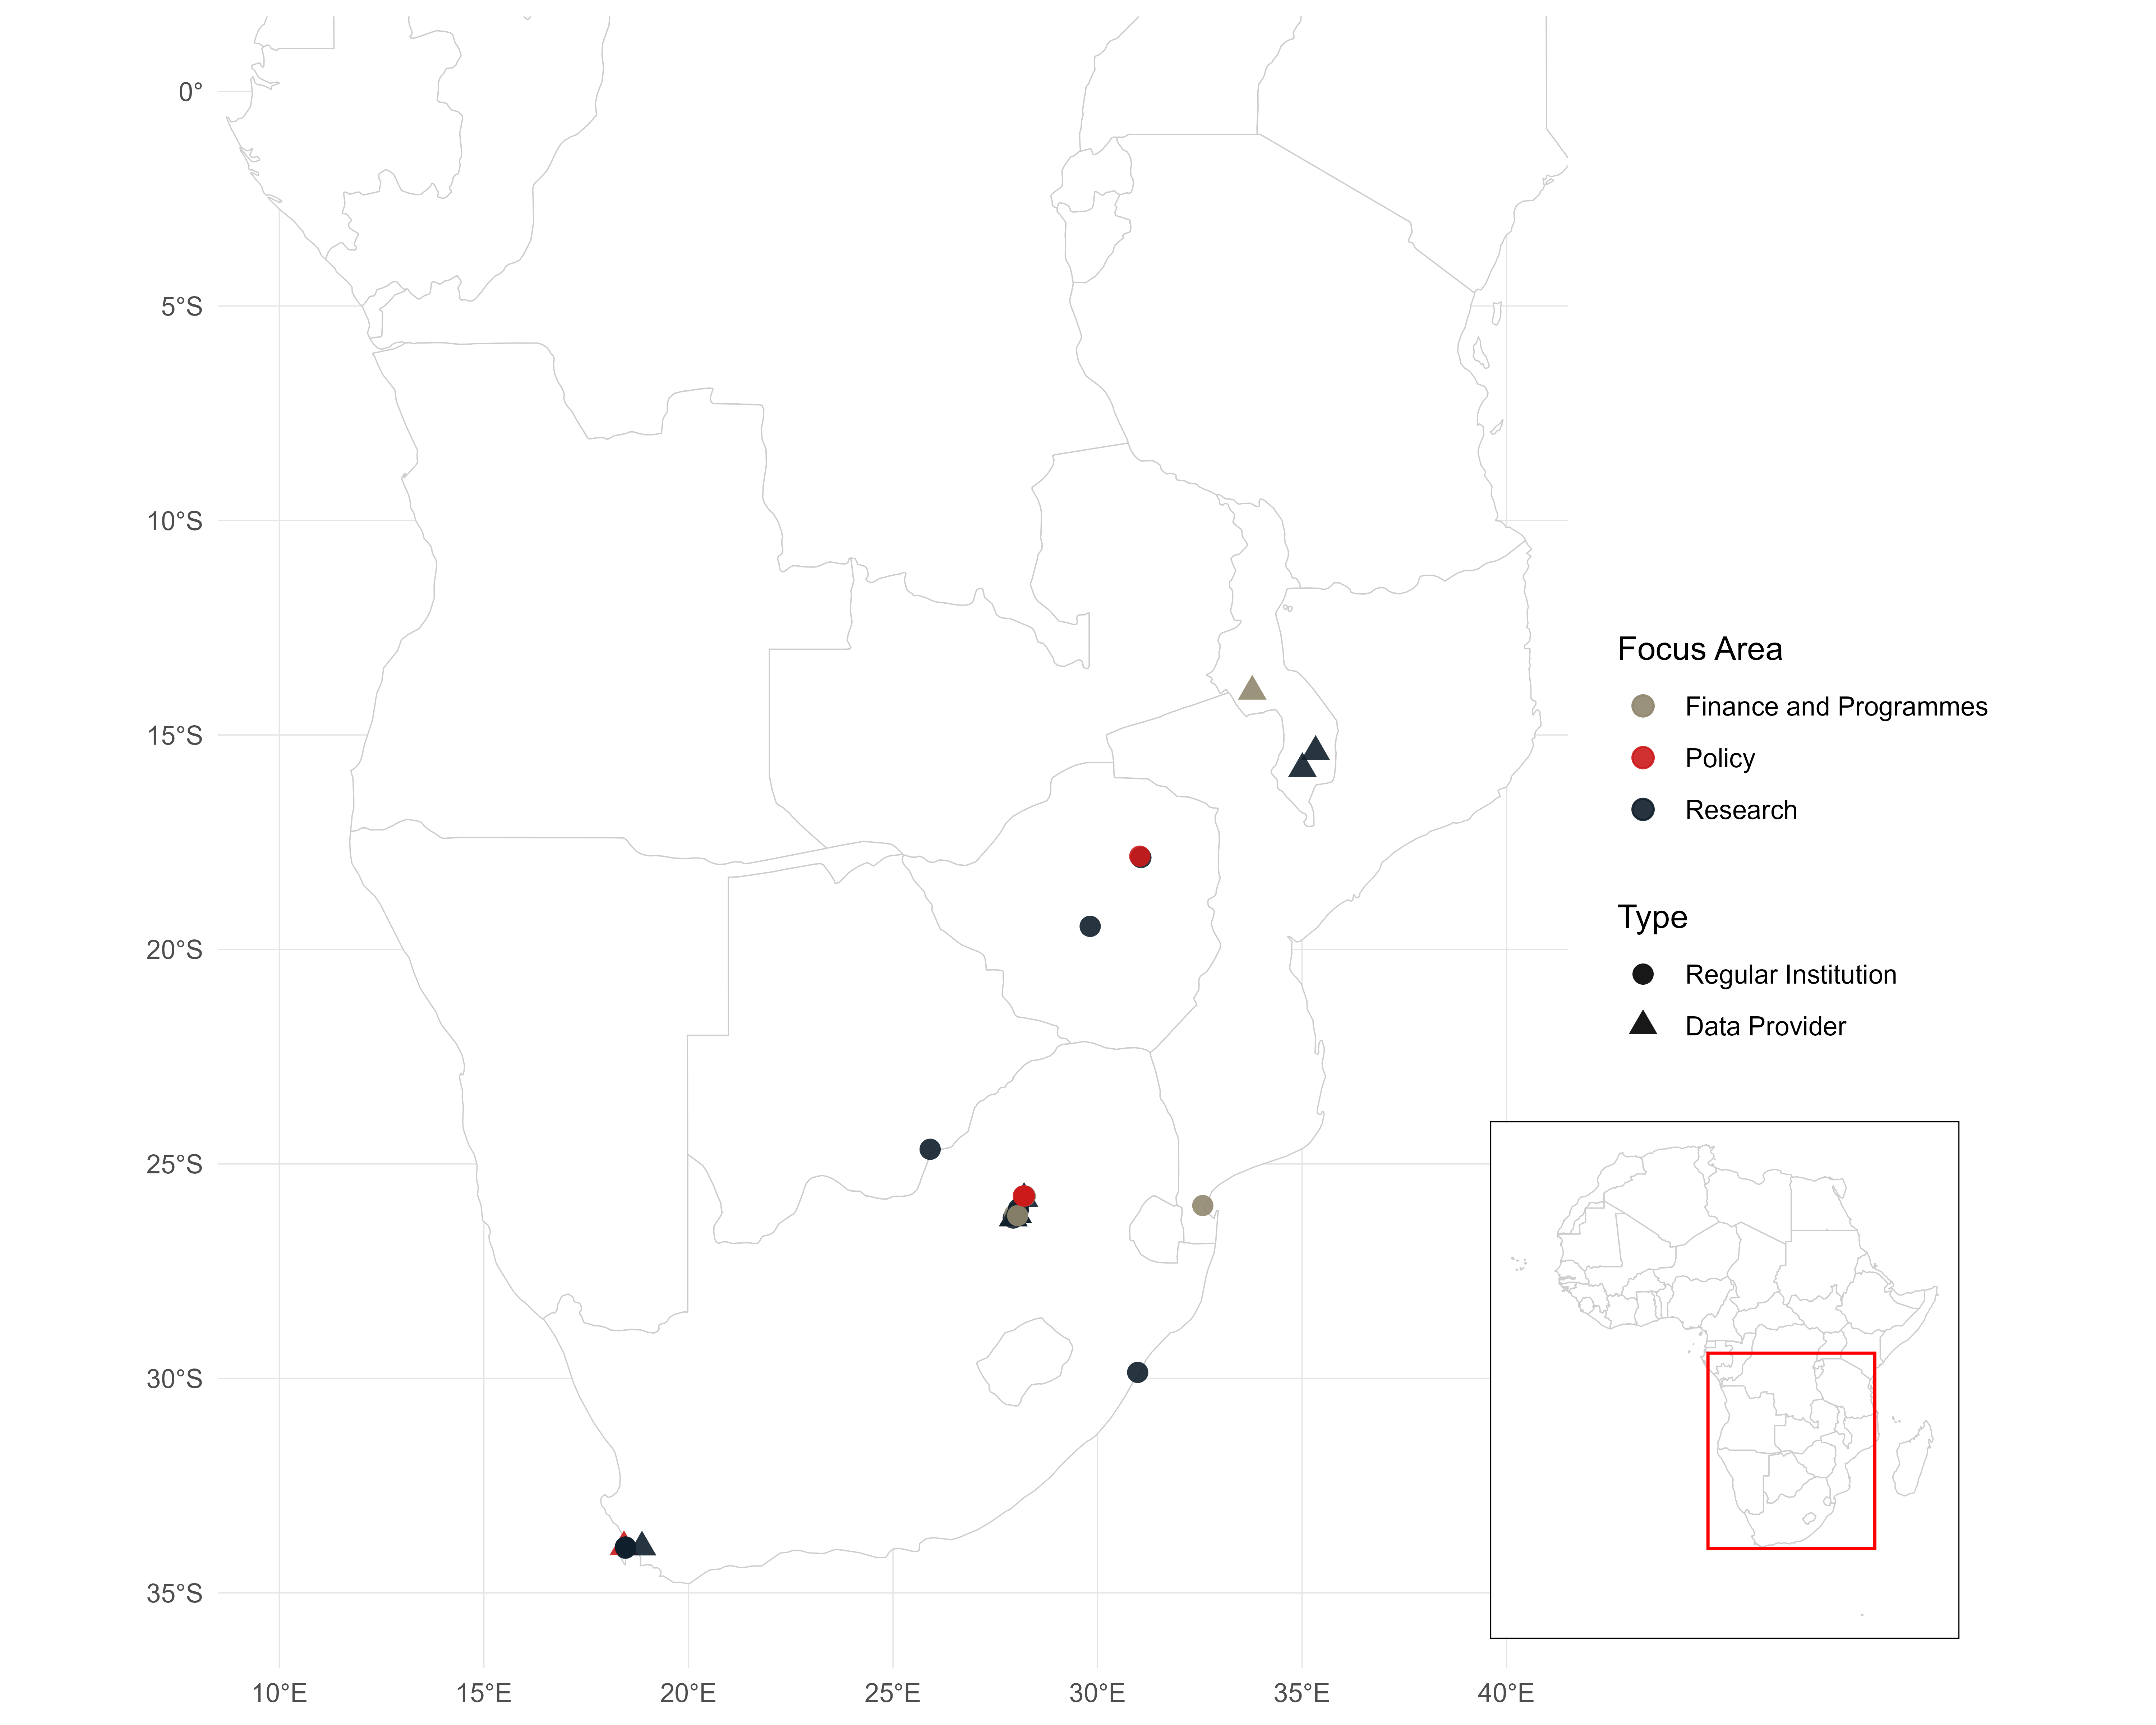 0°
5°S
10°S
15°S
20°S
25°S
30°S
35°S
10°E
15°E
20°E
25°E
30°E
35°E
40°E
Focus Area
Finance and Programmes
Policy
Research
Type
Regular Institution
Data Provider